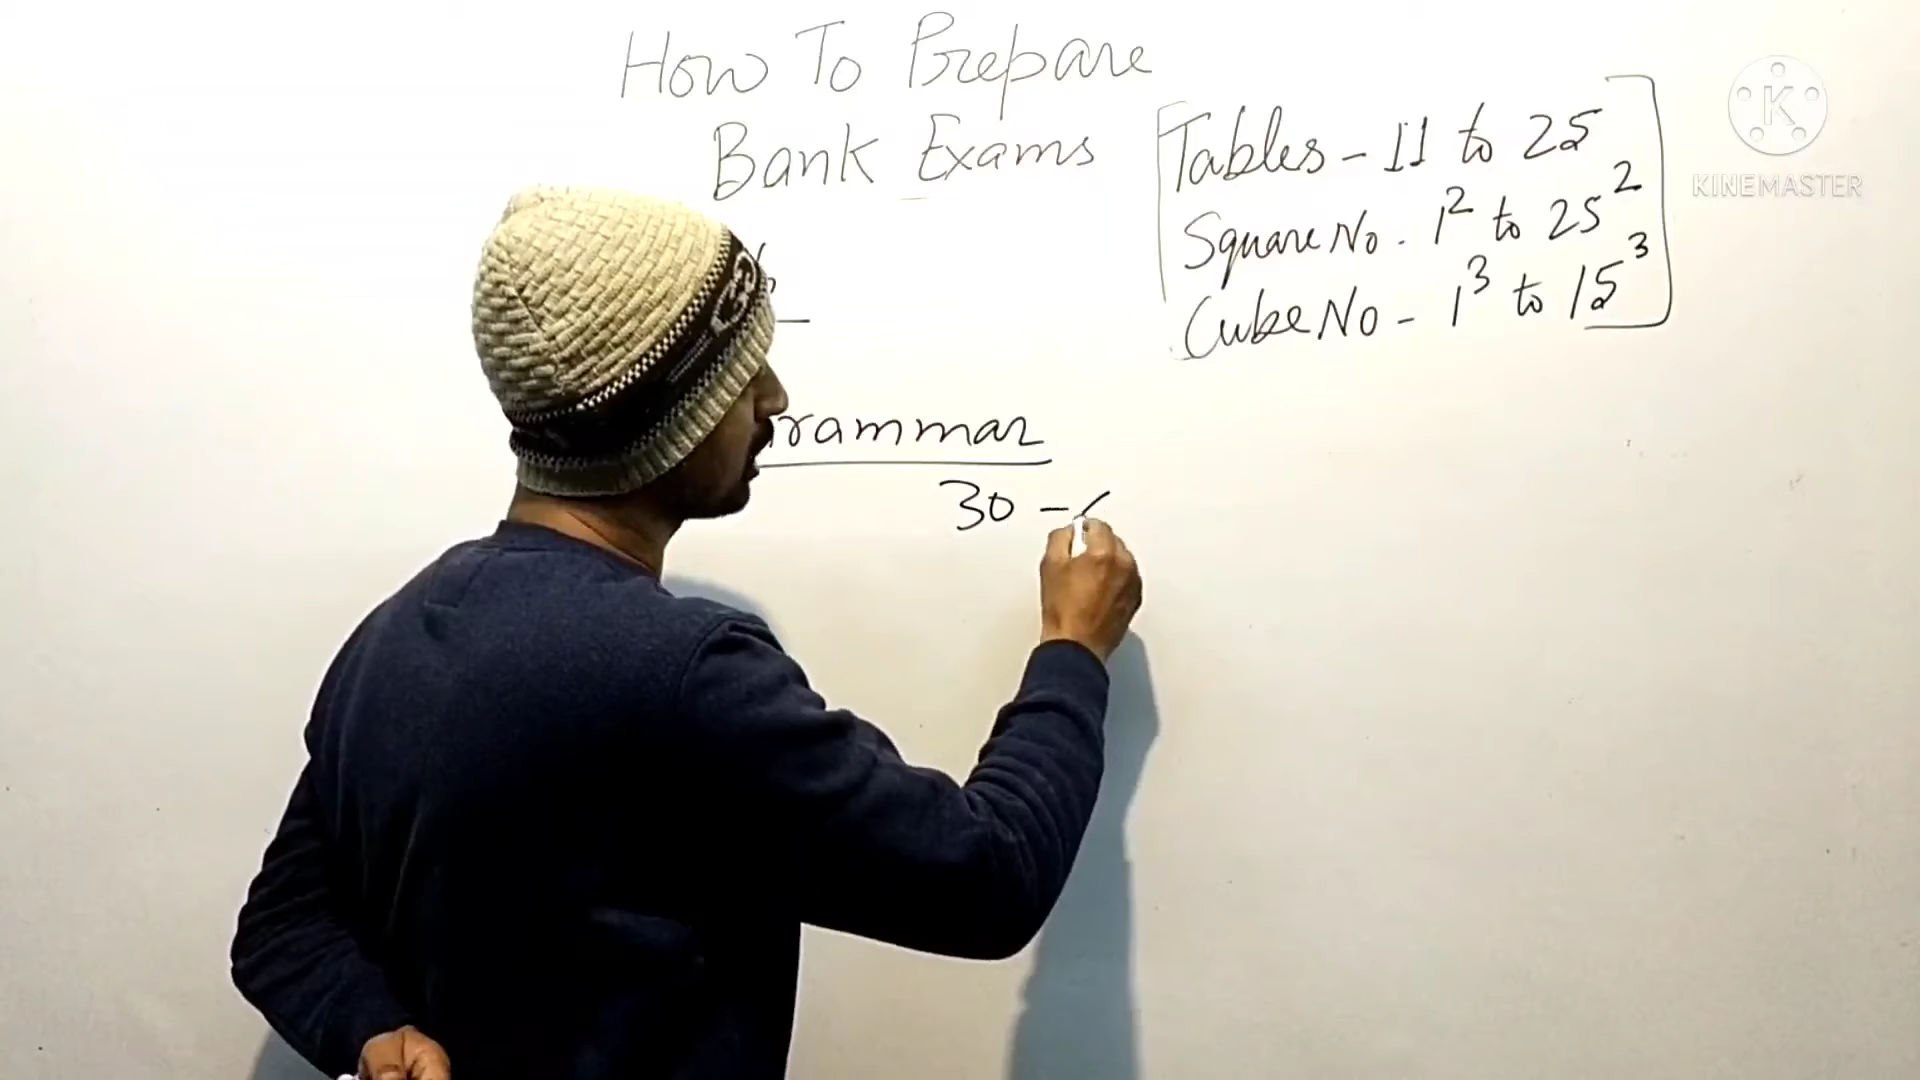 How To Prepare
Bank Exams
Tables - 11 to 25
Square No. 1² to 25²
Cube No - 1³ to 15³
rammar
30 -
KINEMASTER